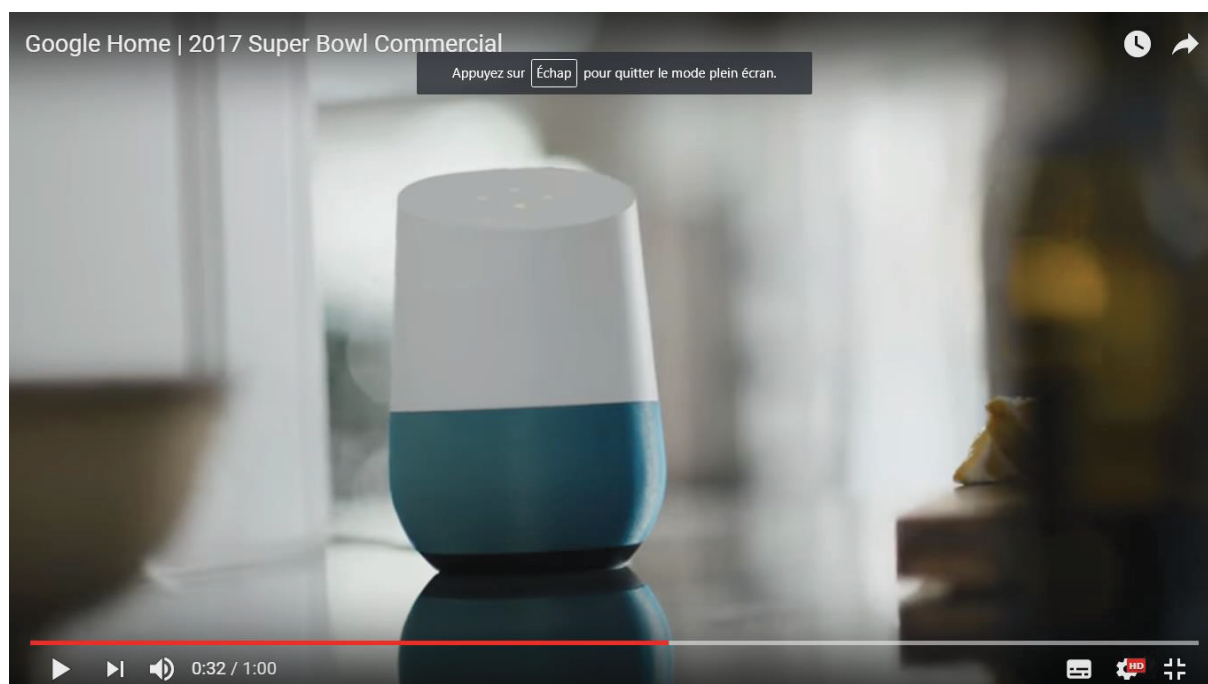 Google Home | 2017 Super Bowl Commercial
Appuyez sur Échap pour quitter le mode plein écran.
0:32 / 1:00
HD